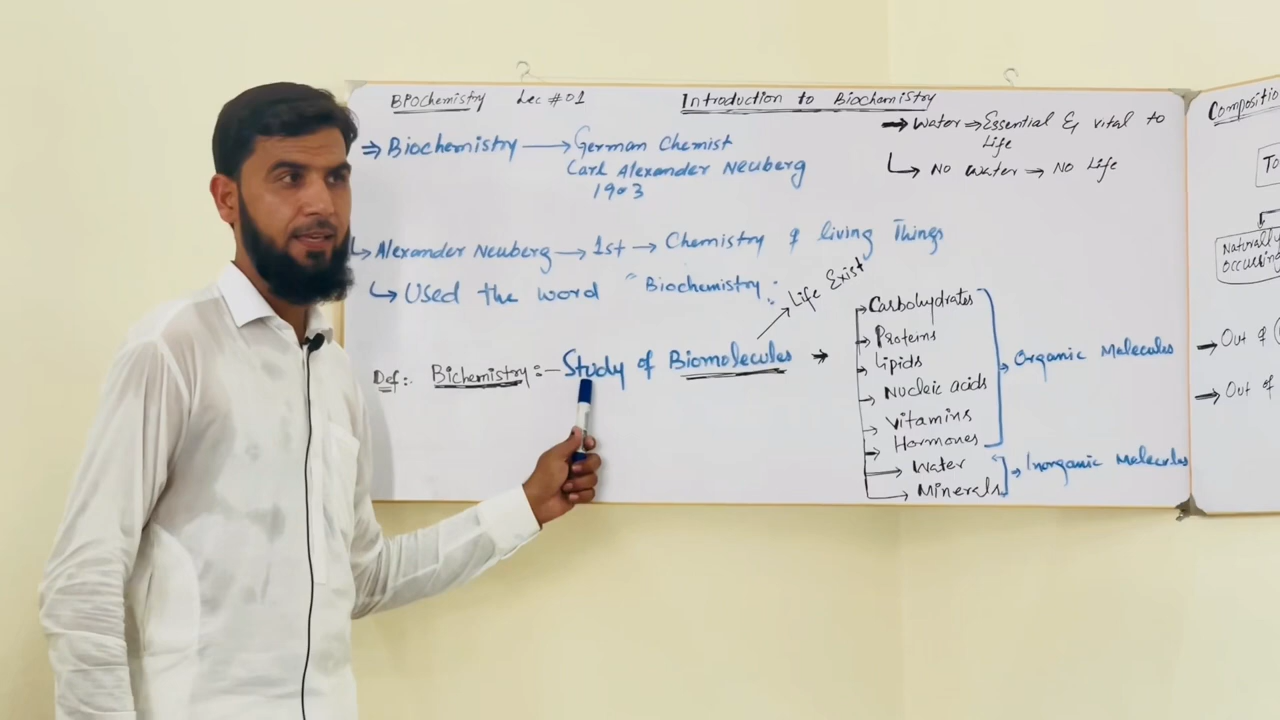 BIOchemistry Lec #01
Introduction to Biochemistry
⇒ Biochemistry → German Chemist
Carl Alexander Neuberg
1903
→ Water ⇒ Essential & vital to
Life
↳ No water → No Life
↳ Alexander Neuberg → 1st → Chemistry of living Things
↳ Used the word "Biochemistry"
Def:. Bichemistry:- Study of Biomolecules →
Life Exist
Carbohydrates
Proteins
Lipids
Nucleic acids
Vitamins
Hormones
Organic Molecules
Water
Minerals
Inorganic Molecules
Compositio
To
Naturally
occuring
→ Out of
→ Out of